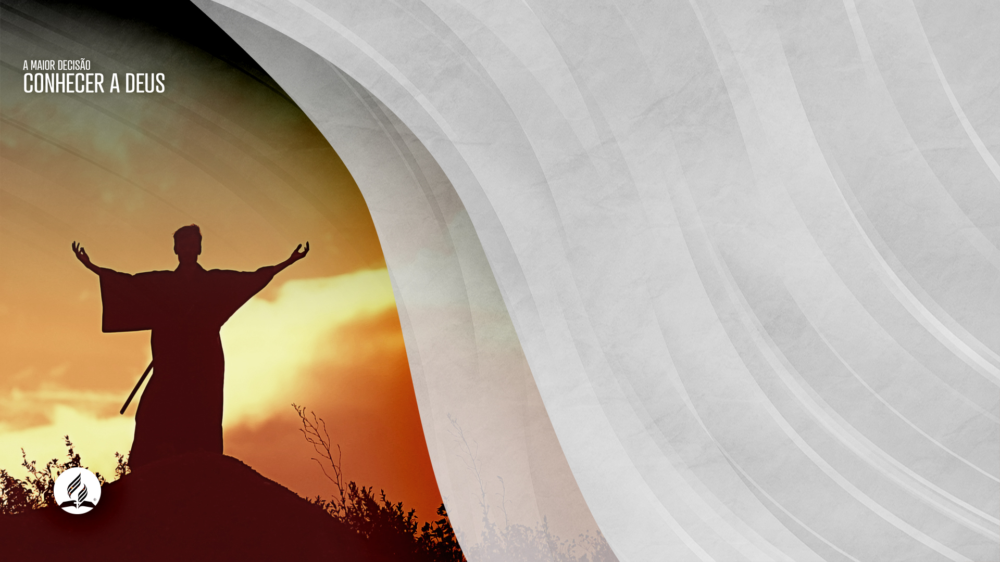 A MAIOR DECISÃO
CONHECER A DEUS
®